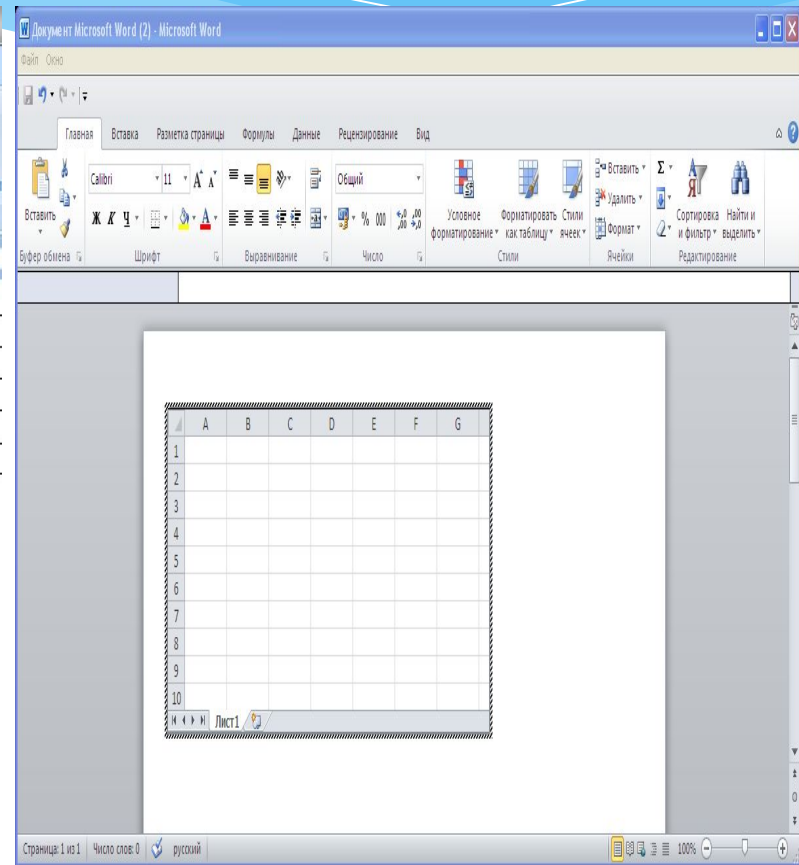 Документ Microsoft Word (2) - Microsoft Word
Файл Окно
Главная Вставка Разметка страницы Формулы Данные Рецензирование Вид
Calibri 11 A A Общий Вставить Σ
Удалить
Вставить Ж К Ч % 000 Условное форматирование Форматировать как таблицу Стили ячеек Формат Сортировка и фильтр Найти и выделить
Буфер обмена Шрифт Выравнивание Число Стили Ячейки Редактирование
A B C D E F G
1
2
3
4
5
6
7
8
9
10
Лист1
Страница: 1 из 1 Число слов: 0 русский 100%